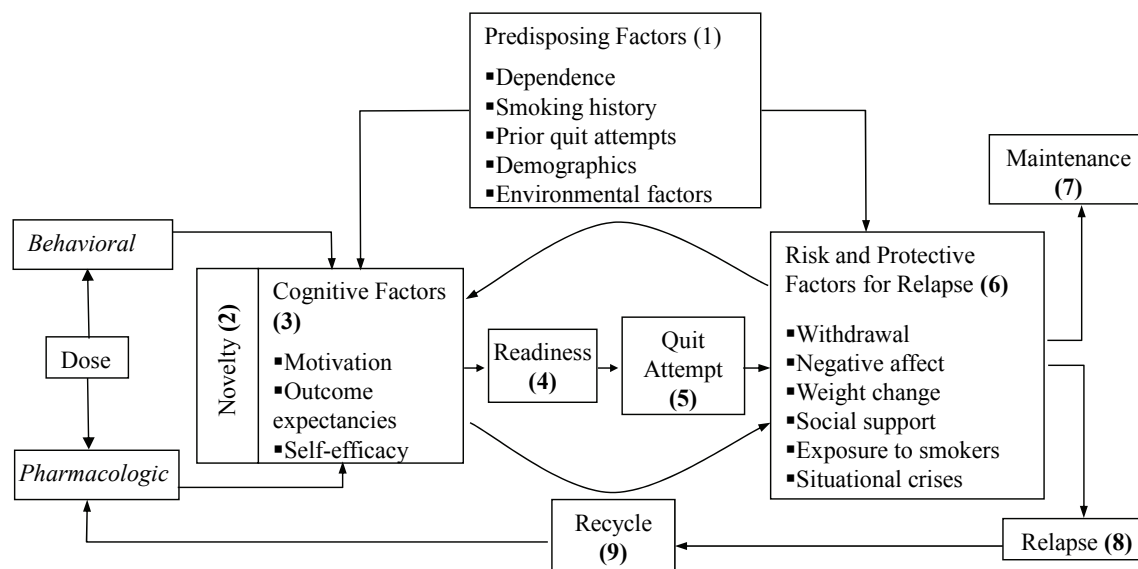 Predisposing Factors (1)
▪Dependence
▪Smoking history
▪Prior quit attempts
▪Demographics
▪Environmental factors
Maintenance
(7)
Behavioral
Dose
Pharmacologic
Novelty (2)
Cognitive Factors
(3)
▪Motivation
▪Outcome
expectancies
▪Self-efficacy
Readiness
(4)
Quit
Attempt
(5)
Risk and Protective
Factors for Relapse (6)
▪Withdrawal
▪Negative affect
▪Weight change
▪Social support
▪Exposure to smokers
▪Situational crises
Recycle
(9)
Relapse (8)